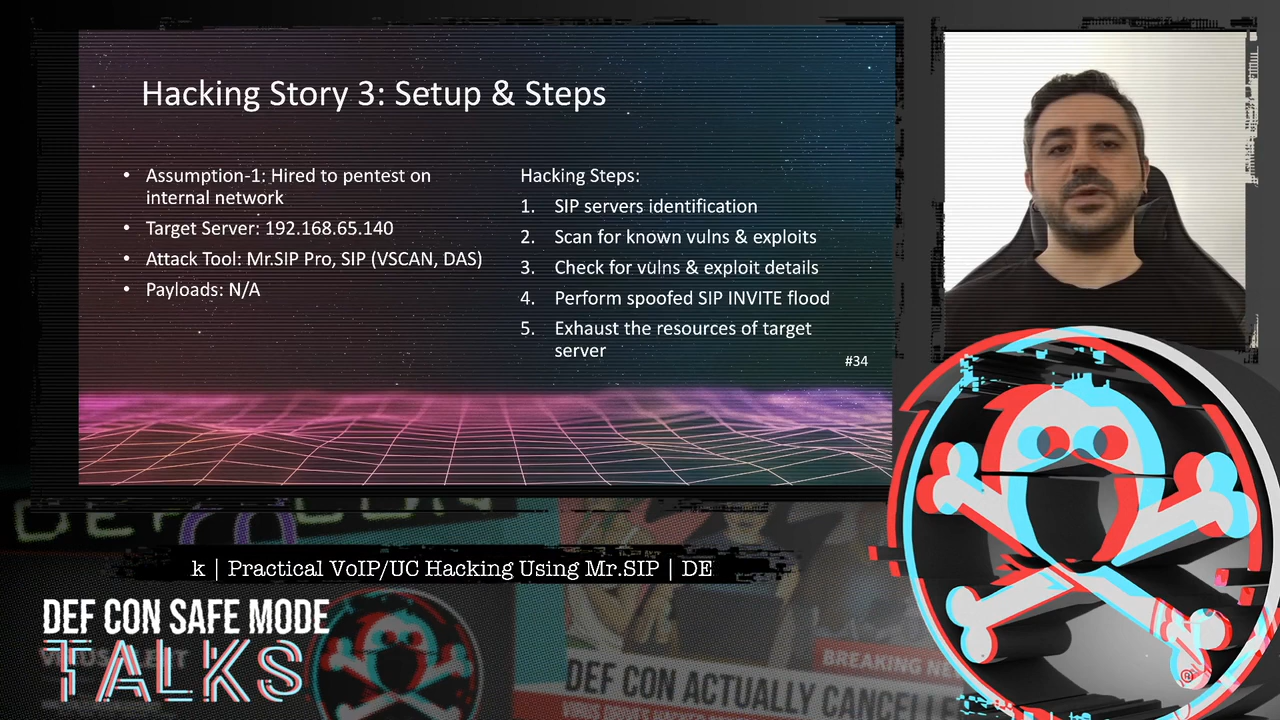 Hacking Story 3: Setup & Steps
• Assumption-1: Hired to pentest on
internal network
• Target Server: 192.168.65.140
• Attack Tool: Mr.SIP Pro, SIP (VSCAN, DAS)
• Payloads: N/A
Hacking Steps:
1. SIP servers identification
2. Scan for known vulns & exploits
3. Check for vulns & exploit details
4. Perform spoofed SIP INVITE flood
5. Exhaust the resources of target
server
#34
DEF CON
k | Practical VoIP/UC Hacking Using Mr.SIP | DE
DEF CON SAFE MODE
TALKS
BREAKING NE
DEF CON ACTUALLY CANCELLE
®